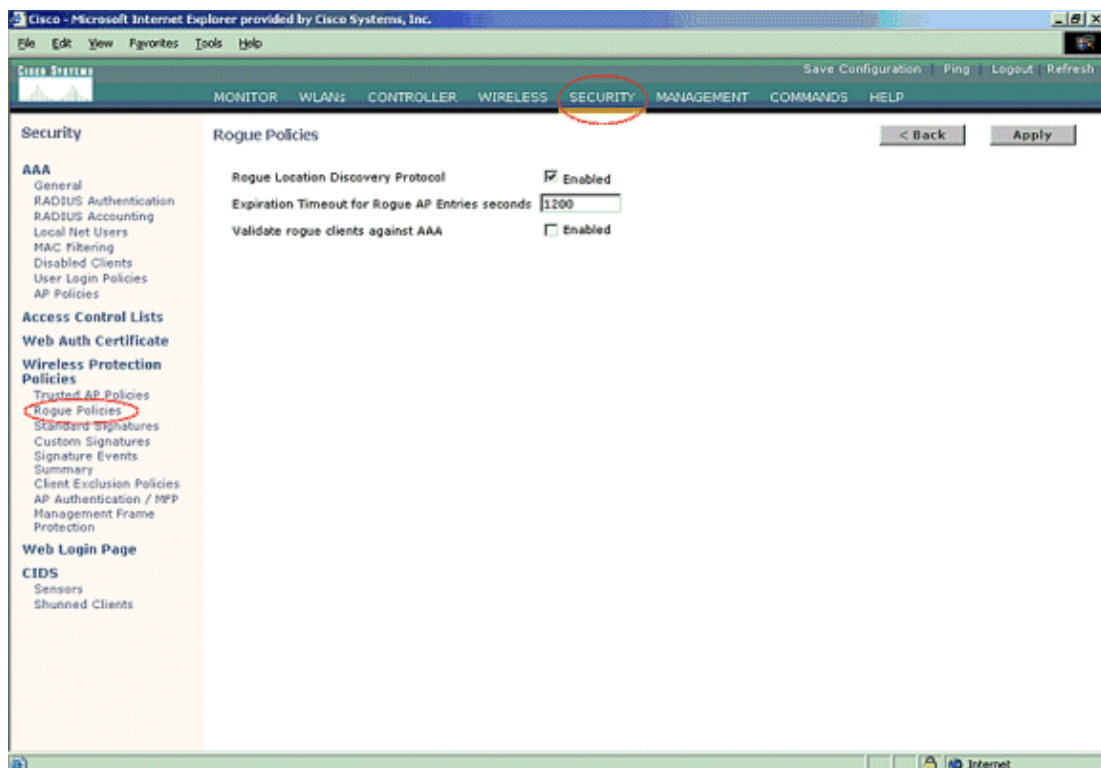 Cisco - Microsoft Internet Explorer provided by Cisco Systems, Inc.
File Edit View Favorites Tools Help
CISCO SYSTEMS
Save Configuration | Ping | Logout | Refresh
MONITOR WLANs CONTROLLER WIRELESS SECURITY MANAGEMENT COMMANDS HELP
Security
AAA
General
RADIUS Authentication
RADIUS Accounting
Local Net Users
MAC Filtering
Disabled Clients
User Login Policies
AP Policies
Access Control Lists
Web Auth Certificate
Wireless Protection
Policies
Trusted AP Policies
Rogue Policies
Standard Signatures
Custom Signatures
Signature Events
Summary
Client Exclusion Policies
AP Authentication / MFP
Management Frame
Protection
Web Login Page
CIDS
Sensors
Shunned Clients
Rogue Policies
< Back Apply
Rogue Location Discovery Protocol Enabled
Expiration Timeout for Rogue AP Entries seconds 1200
Validate rogue clients against AAA Enabled
Internet